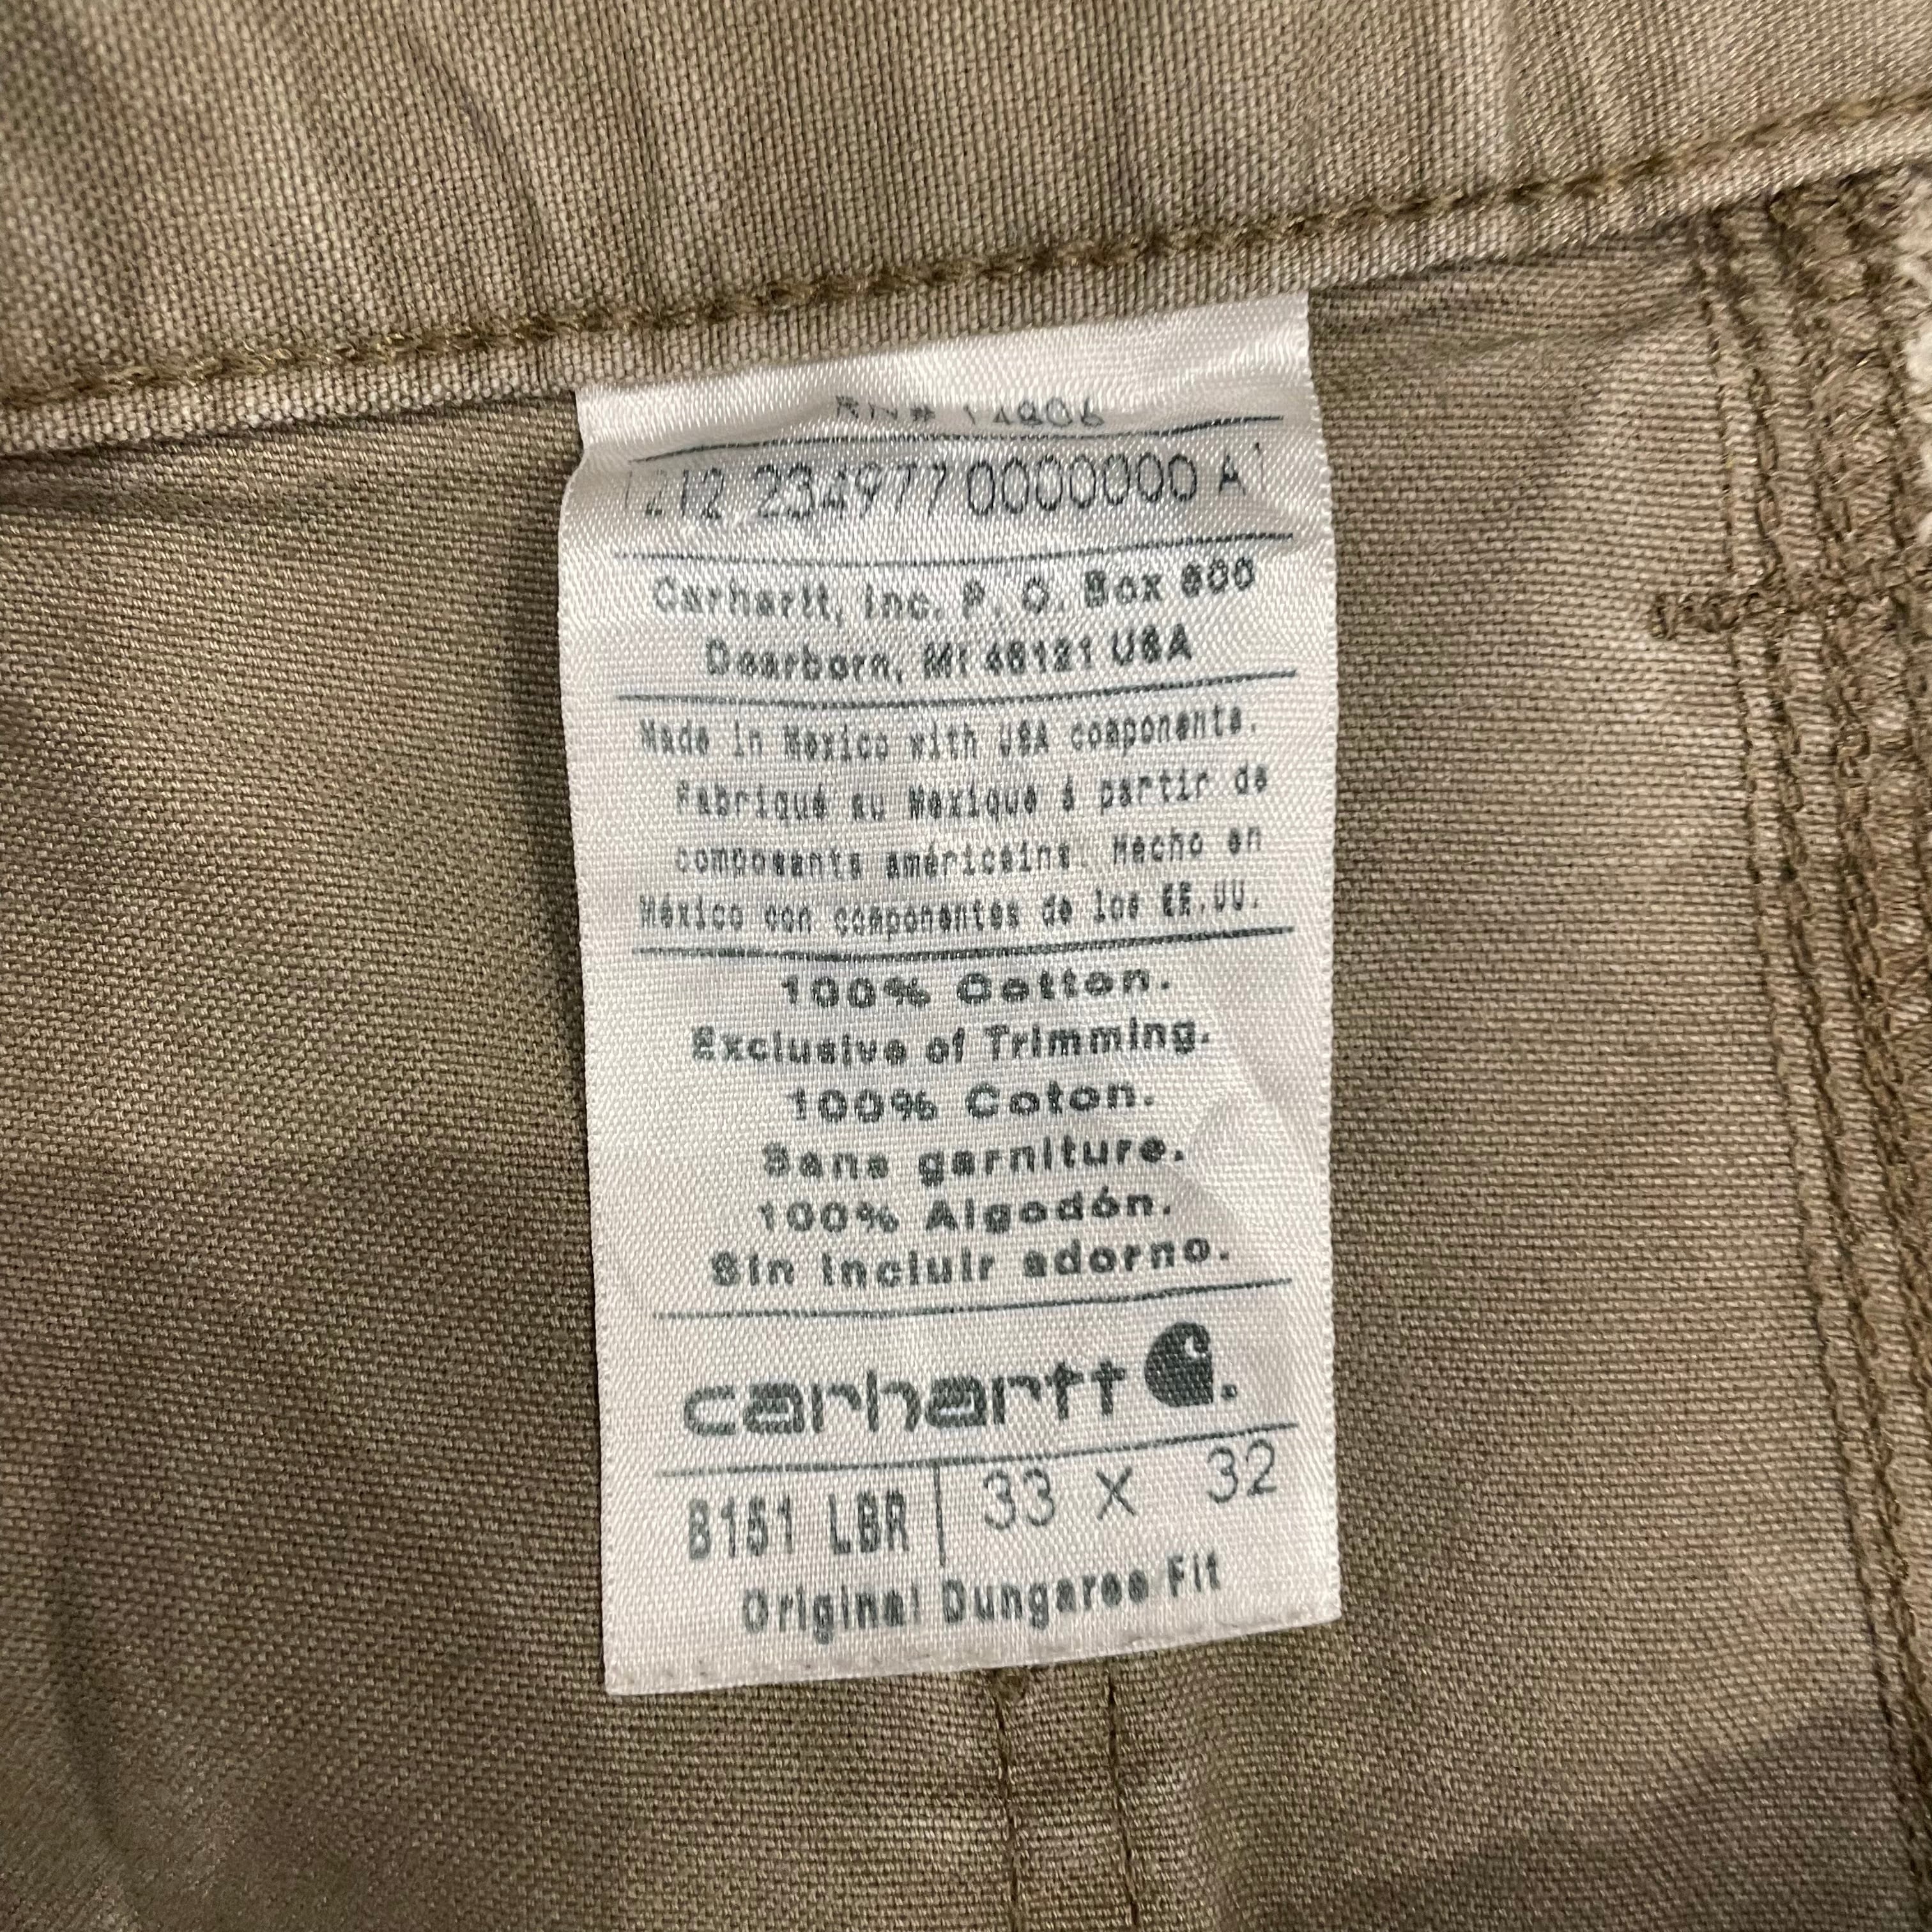 RN# 14806
1212 234977 0000000 A1
Carhartt, Inc. P. O. Box 600
Dearborn, MI 48121 USA
Made in Mexico with USA components.
Fabriqué au Mexique á partir de
composants américains. Hecho en
México con componentes de los EE.UU.
100% Cotton.
Exclusive of Trimming.
100% Coton.
Sans garniture.
100% Algodón.
Sin incluir adorno.
carhartt
B151 LBR 33 X 32
Original Dungaree Fit